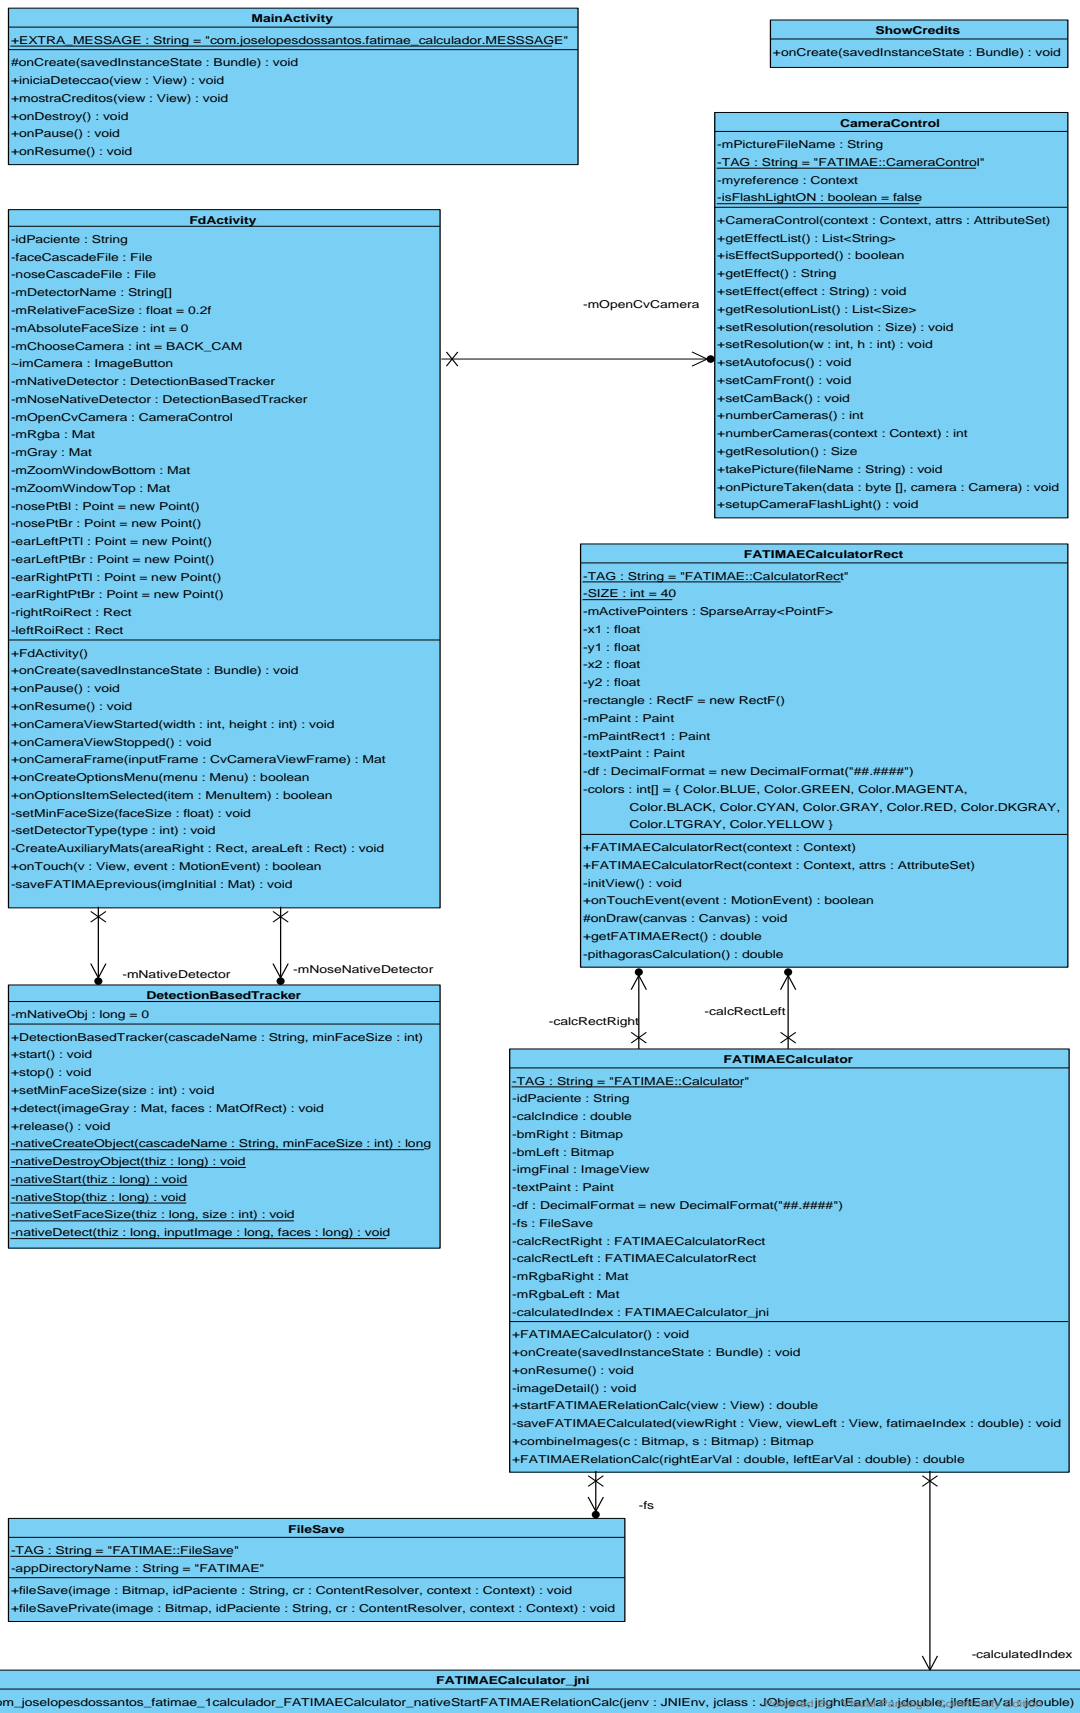 MainActivity
+EXTRA_MESSAGE : String = "com.joselopesdossantos.fatimae_calculador.MESSSAGE"
#onCreate(savedInstanceState : Bundle) : void
+iniciaDeteccao(view : View) : void
+mostraCreditos(view : View) : void
+onDestroy() : void
+onPause() : void
+onResume() : void
ShowCredits
+onCreate(savedInstanceState : Bundle) : void
CameraControl
-mPictureFileName : String
-TAG : String = "FATIMAE::CameraControl"
-myreference : Context
-isFlashLightON : boolean = false
+CameraControl(context : Context, attrs : AttributeSet)
+getEffectList() : List<String>
+isEffectSupported() : boolean
+getEffect() : String
+setEffect(effect : String) : void
+getResolutionList() : List<Size>
+setResolution(resolution : Size) : void
+setResolution(w : int, h : int) : void
+setAutofocus() : void
+setCamFront() : void
+setCamBack() : void
+numberCameras() : int
+numberCameras(context : Context) : int
+getResolution() : Size
+takePicture(fileName : String) : void
+onPictureTaken(data : byte [], camera : Camera) : void
+setupCameraFlashLight() : void
-mOpenCvCamera
FdActivity
-idPaciente : String
-faceCascadeFile : File
-noseCascadeFile : File
-mDetectorName : String[]
-mRelativeFaceSize : float = 0.2f
-mAbsoluteFaceSize : int = 0
-mChooseCamera : int = BACK_CAM
~imCamera : ImageButton
-mNativeDetector : DetectionBasedTracker
-mNoseNativeDetector : DetectionBasedTracker
-mOpenCvCamera : CameraControl
-mRgba : Mat
-mGray : Mat
-mZoomWindowBottom : Mat
-mZoomWindowTop : Mat
-nosePtBl : Point = new Point()
-nosePtBr : Point = new Point()
-earLeftPtTl : Point = new Point()
-earLeftPtBr : Point = new Point()
-earRightPtTl : Point = new Point()
-earRightPtBr : Point = new Point()
-rightRoiRect : Rect
-leftRoiRect : Rect
+FdActivity()
+onCreate(savedInstanceState : Bundle) : void
+onPause() : void
+onResume() : void
+onCameraViewStarted(width : int, height : int) : void
+onCameraViewStopped() : void
+onCameraFrame(inputFrame : CvCameraViewFrame) : Mat
+onCreateOptionsMenu(menu : Menu) : boolean
+onOptionsItemSelected(item : MenuItem) : boolean
-setMinFaceSize(faceSize : float) : void
-setDetectorType(type : int) : void
-CreateAuxiliaryMats(areaRight : Rect, areaLeft : Rect) : void
+onTouch(v : View, event : MotionEvent) : boolean
-saveFATIMAEprevious(imgInitial : Mat) : void
FATIMAECalculatorRect
-TAG : String = "FATIMAE::CalculatorRect"
-SIZE : int = 40
-mActivePointers : SparseArray<PointF>
-x1 : float
-y1 : float
-x2 : float
-y2 : float
-rectangle : RectF = new RectF()
-mPaint : Paint
-mPaintRect1 : Paint
-textPaint : Paint
-df : DecimalFormat = new DecimalFormat("##.####")
-colors : int[] = { Color.BLUE, Color.GREEN, Color.MAGENTA,
Color.BLACK, Color.CYAN, Color.GRAY, Color.RED, Color.DKGRAY,
Color.LTGRAY, Color.YELLOW }
+FATIMAECalculatorRect(context : Context)
+FATIMAECalculatorRect(context : Context, attrs : AttributeSet)
-initView() : void
+onTouchEvent(event : MotionEvent) : boolean
#onDraw(canvas : Canvas) : void
+getFATIMAERect() : double
-pithagorasCalculation() : double
-mNativeDetector
-mNoseNativeDetector
-calcRectRight
-calcRectLeft
DetectionBasedTracker
-mNativeObj : long = 0
+DetectionBasedTracker(cascadeName : String, minFaceSize : int)
+start() : void
+stop() : void
+setMinFaceSize(size : int) : void
+detect(imageGray : Mat, faces : MatOfRect) : void
+release() : void
-nativeCreateObject(cascadeName : String, minFaceSize : int) : long
-nativeDestroyObject(thiz : long) : void
-nativeStart(thiz : long) : void
-nativeStop(thiz : long) : void
-nativeSetFaceSize(thiz : long, size : int) : void
-nativeDetect(thiz : long, inputImage : long, faces : long) : void
FATIMAECalculator
-TAG : String = "FATIMAE::Calculator"
-idPaciente : String
-calcIndice : double
-bmRight : Bitmap
-bmLeft : Bitmap
-imgFinal : ImageView
-textPaint : Paint
-df : DecimalFormat = new DecimalFormat("##.####")
-fs : FileSave
-calcRectRight : FATIMAECalculatorRect
-calcRectLeft : FATIMAECalculatorRect
-mRgbaRight : Mat
-mRgbaLeft : Mat
-calculatedIndex : FATIMAECalculator_jni
+FATIMAECalculator() : void
+onCreate(savedInstanceState : Bundle) : void
+onResume() : void
-imageDetail() : void
+startFATIMAERelationCalc(view : View) : double
-saveFATIMAECalculated(viewRight : View, viewLeft : View, fatimaeIndex : double) : void
+combineImages(c : Bitmap, s : Bitmap) : Bitmap
+FATIMAERelationCalc(rightEarVal : double, leftEarVal : double) : double
-fs
FileSave
-TAG : String = "FATIMAE::FileSave"
-appDirectoryName : String = "FATIMAE"
+fileSave(image : Bitmap, idPaciente : String, cr : ContentResolver, context : Context) : void
+fileSavePrivate(image : Bitmap, idPaciente : String, cr : ContentResolver, context : Context) : void
-calculatedIndex
FATIMAECalculator_jni
om_joselopesdossantos_fatimae_1calculador_FATIMAECalculator_nativeStartFATIMAERelationCalc(jenv : JNIEnv, jclass : JObject, jrightEarVal : jdouble, jleftEarVal : jdouble)